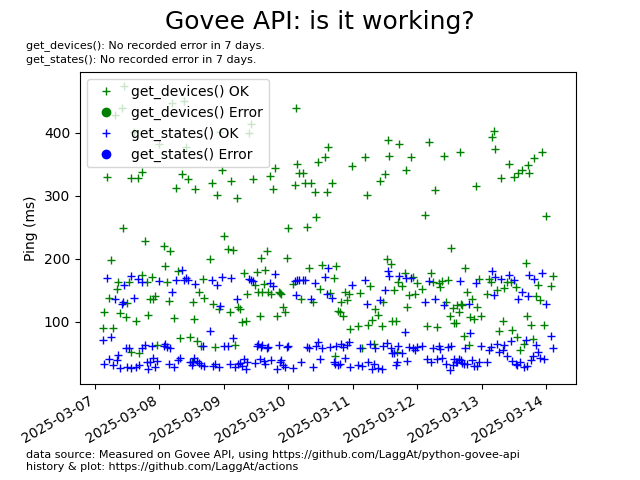 Govee API: is it working?
get_devices(): No recorded error in 7 days.
get_states(): No recorded error in 7 days.
get_devices() OK
get_devices() Error
get_states() OK
get_states() Error
Ping (ms)
400
300
200
100
2025-03-07
2025-03-08
2025-03-09
2025-03-10
2025-03-11
2025-03-12
2025-03-13
2025-03-14
data source: Measured on Govee API, using https://github.com/LaggAt/python-govee-api
history & plot: https://github.com/LaggAt/actions